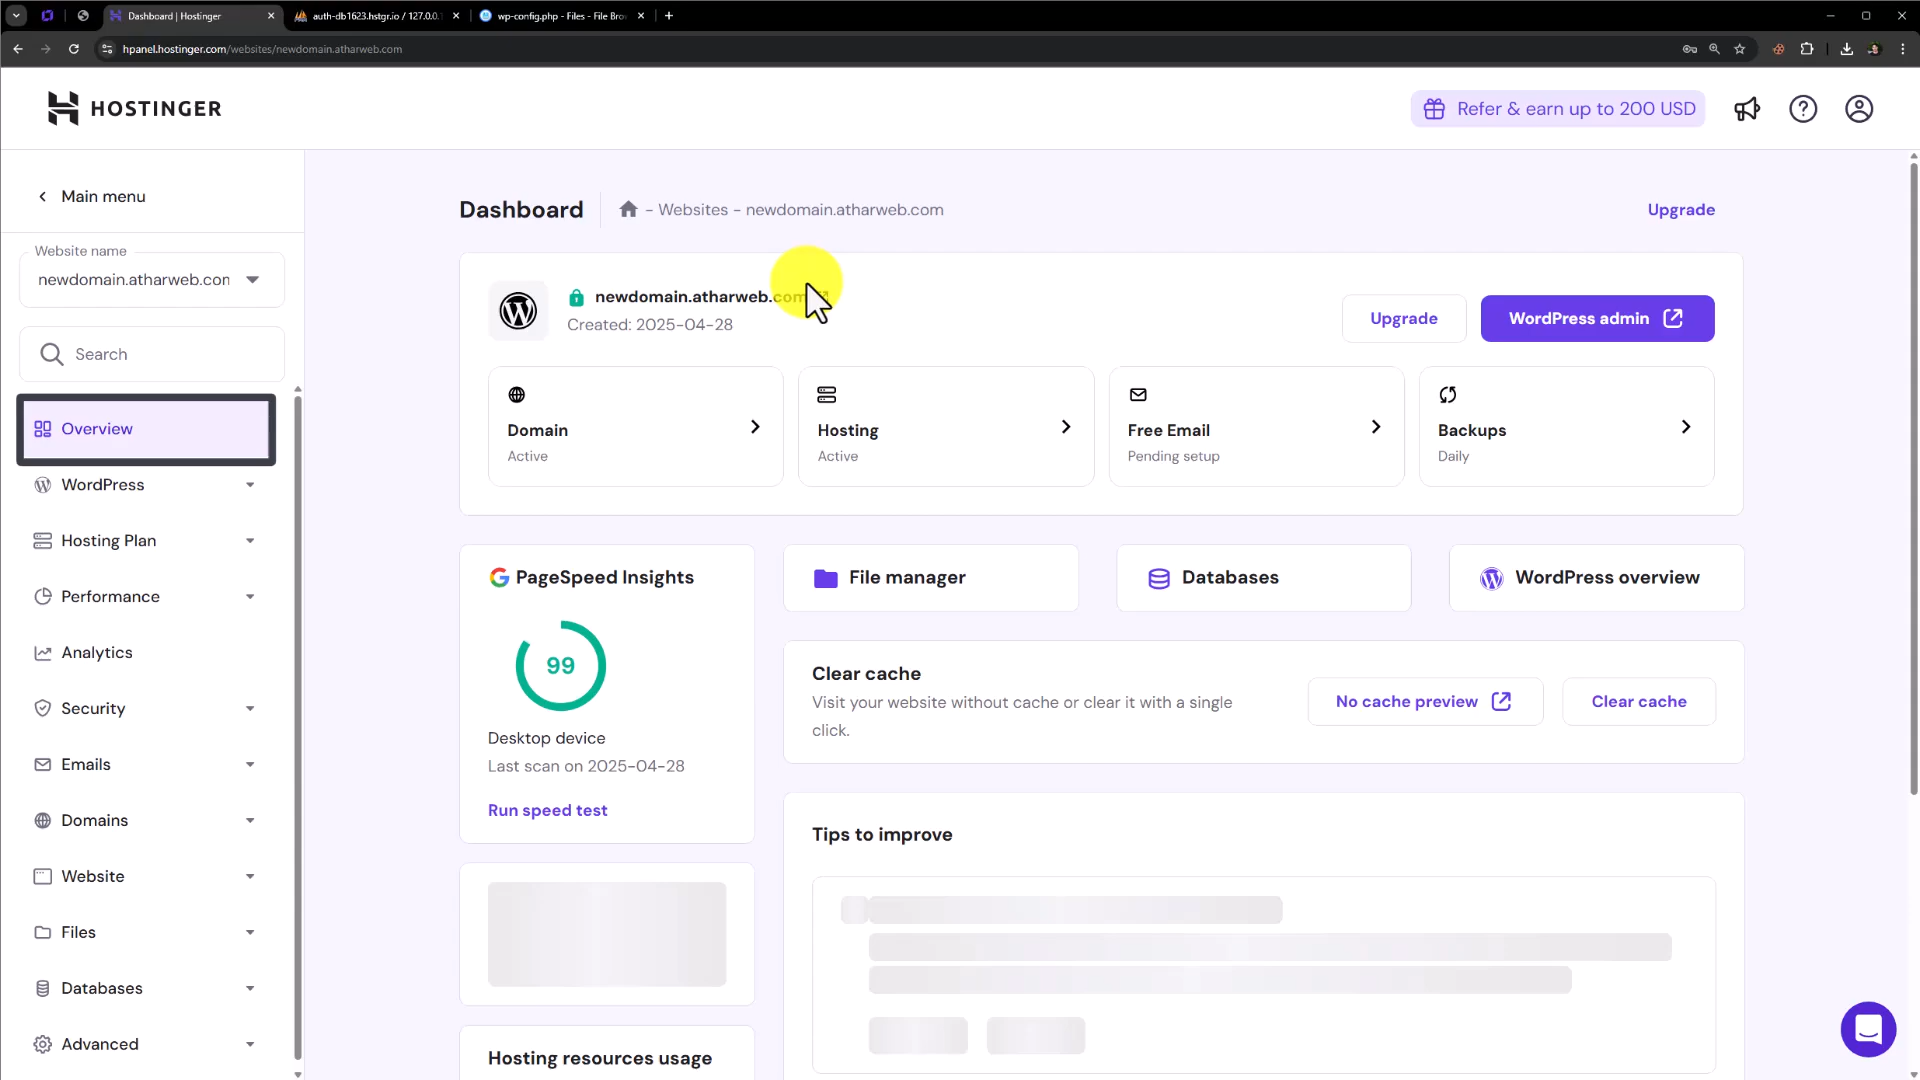 Dashboard | Hostinger
auth-db1623.hstgr.io / 127.0.0.1
wp-config.php - Files - File Bro
hpanel.hostinger.com/websites/newdomain.atharweb.com
HOSTINGER
Refer & earn up to 200 USD
Main menu
Website name
newdomain.atharweb.com
Search
Overview
WordPress
Hosting Plan
Performance
Analytics
Security
Emails
Domains
Website
Files
Databases
Advanced
Dashboard
- Websites - newdomain.atharweb.com
Upgrade
newdomain.atharweb.com
Created: 2025-04-28
Upgrade
WordPress admin
Domain
Active
Hosting
Active
Free Email
Pending setup
Backups
Daily
PageSpeed Insights
99
Desktop device
Last scan on 2025-04-28
Run speed test
File manager
Databases
WordPress overview
Clear cache
Visit your website without cache or clear it with a single
click.
No cache preview
Clear cache
Tips to improve
Hosting resources usage